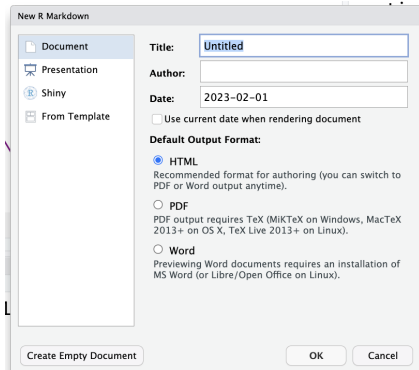 New R Markdown
Document
Presentation
R Shiny
From Template
Title: Untitled
Author:
Date: 2023-02-01
Use current date when rendering document
Default Output Format:
HTML
Recommended format for authoring (you can switch to
PDF or Word output anytime).
PDF
PDF output requires TeX (MiKTeX on Windows, MacTeX
2013+ on OS X, TeX Live 2013+ on Linux).
Word
Previewing Word documents requires an installation of
MS Word (or Libre/Open Office on Linux).
Create Empty Document
OK
Cancel